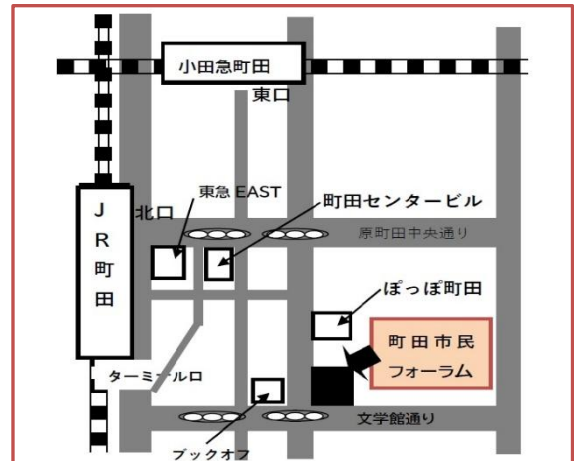 小田急町田
東口
東急 EAST
町田センタービル
北口
JR町田
原町田中央通り
ぽっぽ町田
町田市民
フォーラム
ターミナル口
文学館通り
ブックオフ